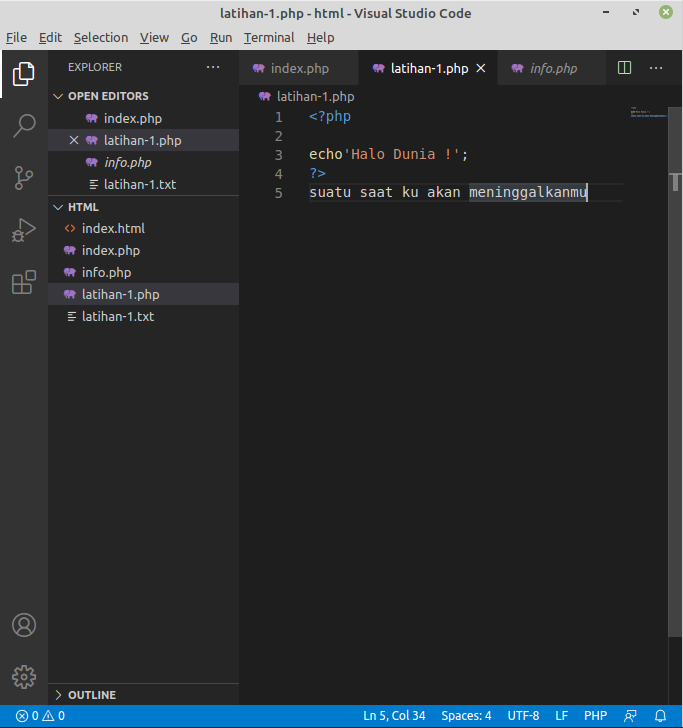 latihan-1.php - html - Visual Studio Code
File Edit Selection View Go Run Terminal Help
EXPLORER
OPEN EDITORS
index.php
latihan-1.php
info.php
latihan-1.txt
HTML
index.html
index.php
info.php
latihan-1.php
latihan-1.txt
OUTLINE
index.php latihan-1.php info.php
latihan-1.php
1 <?php
2
3 echo'Halo Dunia !';
4 ?>
5 suatu saat ku akan meninggalkanmu
0 0 Ln 5, Col 34 Spaces: 4 UTF-8 LF PHP